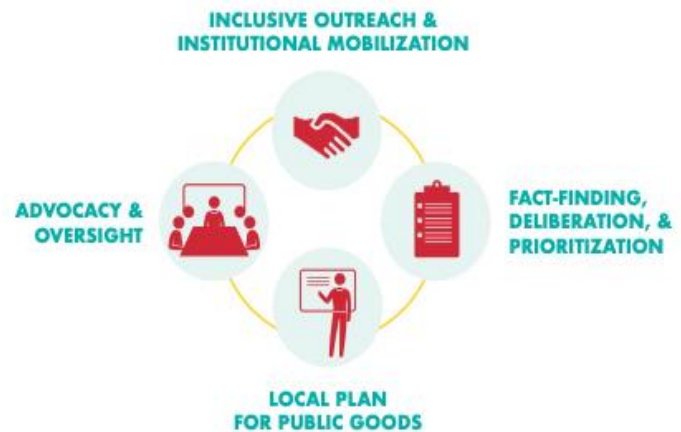 INCLUSIVE OUTREACH &
INSTITUTIONAL MOBILIZATION
FACT-FINDING,
DELIBERATION, &
PRIORITIZATION
LOCAL PLAN
FOR PUBLIC GOODS
ADVOCACY &
OVERSIGHT